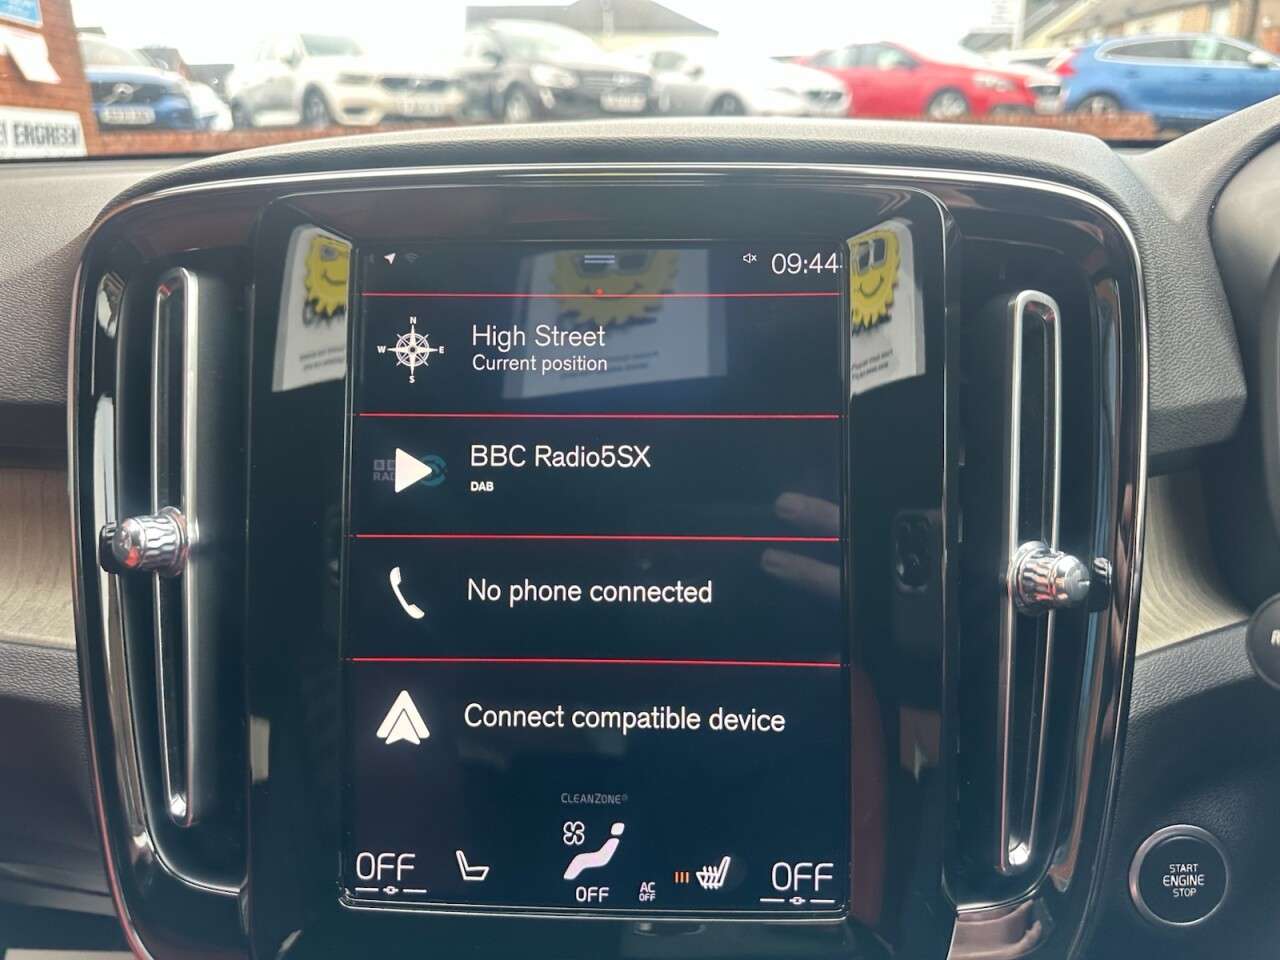 09:44
N
W E
S
High Street
Current position
BBC Radio5SX
DAB
No phone connected
Connect compatible device
CLEANZONE®
OFF
OFF
AC
OFF
OFF
START
ENGINE
STOP